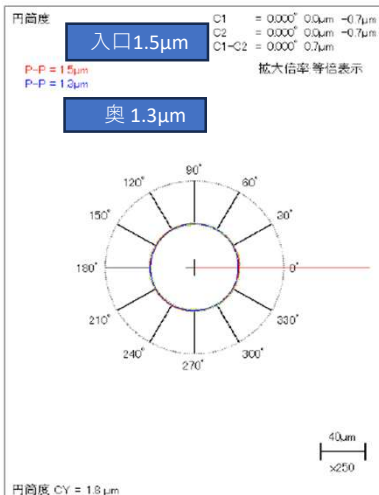 円筒度
入口1.5μm
C1 = 0.000° 0.0μm -0.7μm
C2 = 0.000° 0.0μm -0.7μm
C1-C2 = 0.000° 0.7μm
P-P = 1.5μm
P-P = 1.3μm
拡大倍率 等倍表示
奥 1.3μm
90°
120°
60°
150°
30°
180°
0°
210°
330°
240°
300°
270°
40μm
x250
円筒度 CY = 1.8 μm